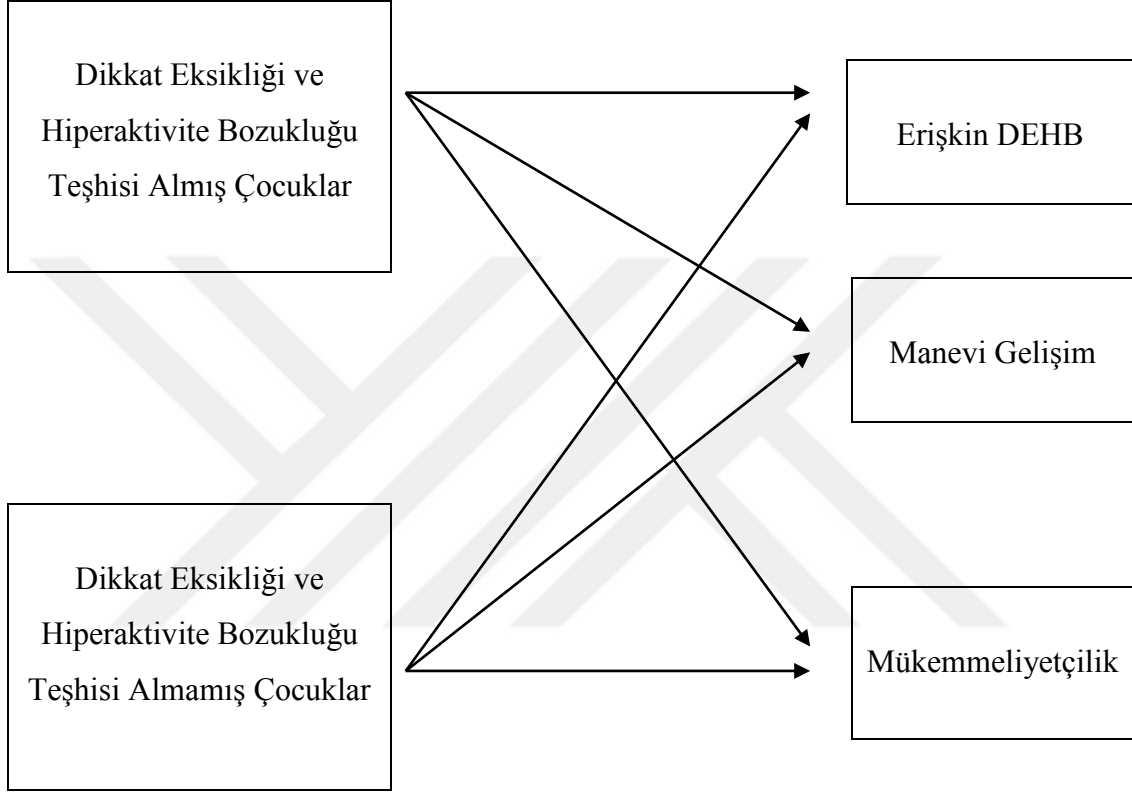 Dikkat Eksikliği ve
Hiperaktivite Bozukluğu
Teşhisi Almış Çocuklar
Erişkin DEHB
Manevi Gelişim
Dikkat Eksikliği ve
Hiperaktivite Bozukluğu
Teşhisi Almamış Çocuklar
Mükemmeliyetçilik